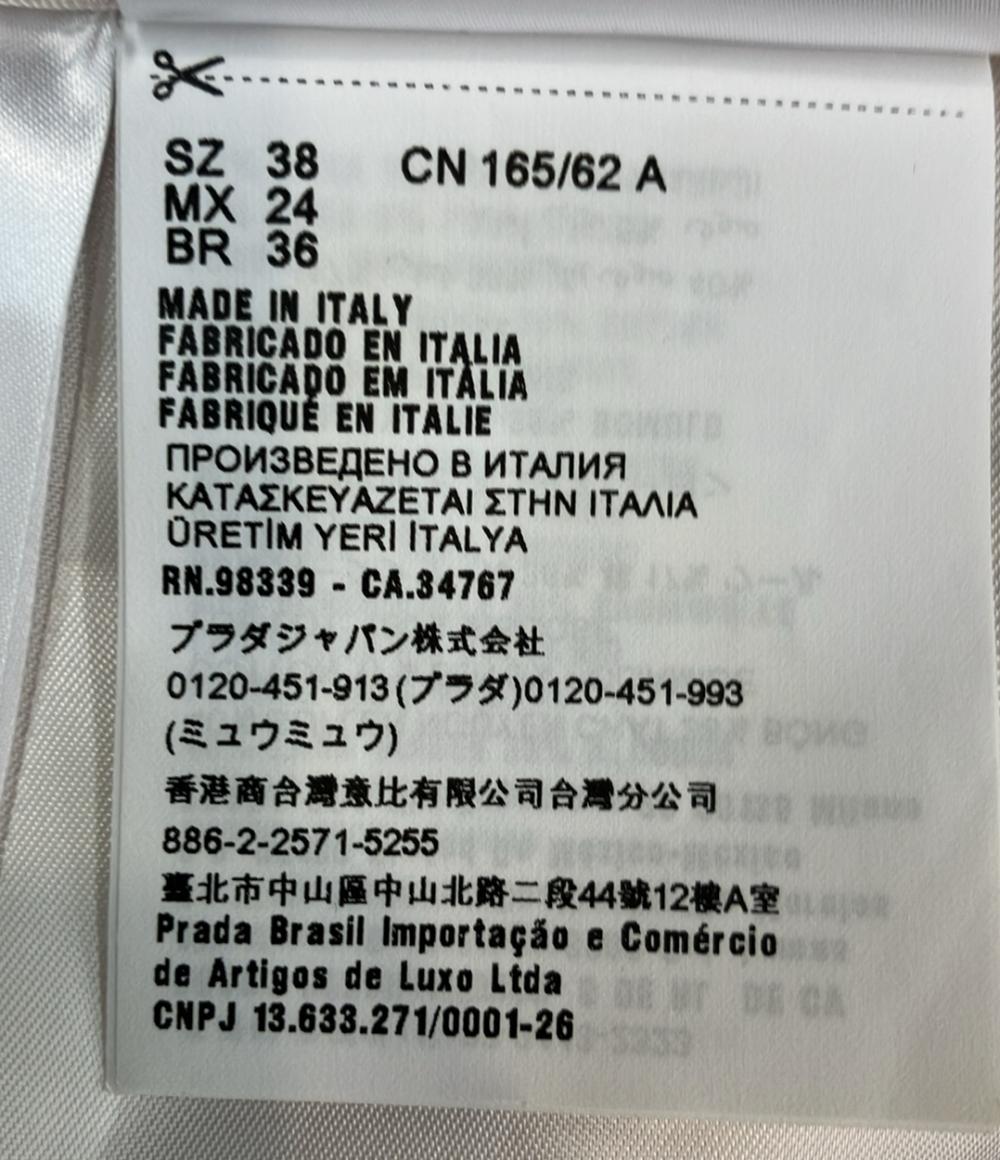 SZ 38 CN 165/62 A
MX 24
BR 36
MADE IN ITALY
FABRICADO EN ITALIA
FABRICADO EM ITÁLIA
FABRIQUÉ EN ITALIE
ПРОИЗВЕДЕНО В ИТАЛИЯ
ΚΑΤΑΣΚΕΥΑΖΕΤΑΙ ΣΤΗΝ ΙΤΑΛΙΑ
ÜRETİM YERİ İTALYA
RN.98339 - CA.34767
プラダジャパン株式会社
0120-451-913(プラダ)0120-451-993
(ミュウミュウ)
香港商台灣意比有限公司台灣分公司
886-2-2571-5255
臺北市中山區中山北路二段44號12樓A室
Prada Brasil Importação e Comércio
de Artigos de Luxo Ltda
CNPJ 13.633.271/0001-26